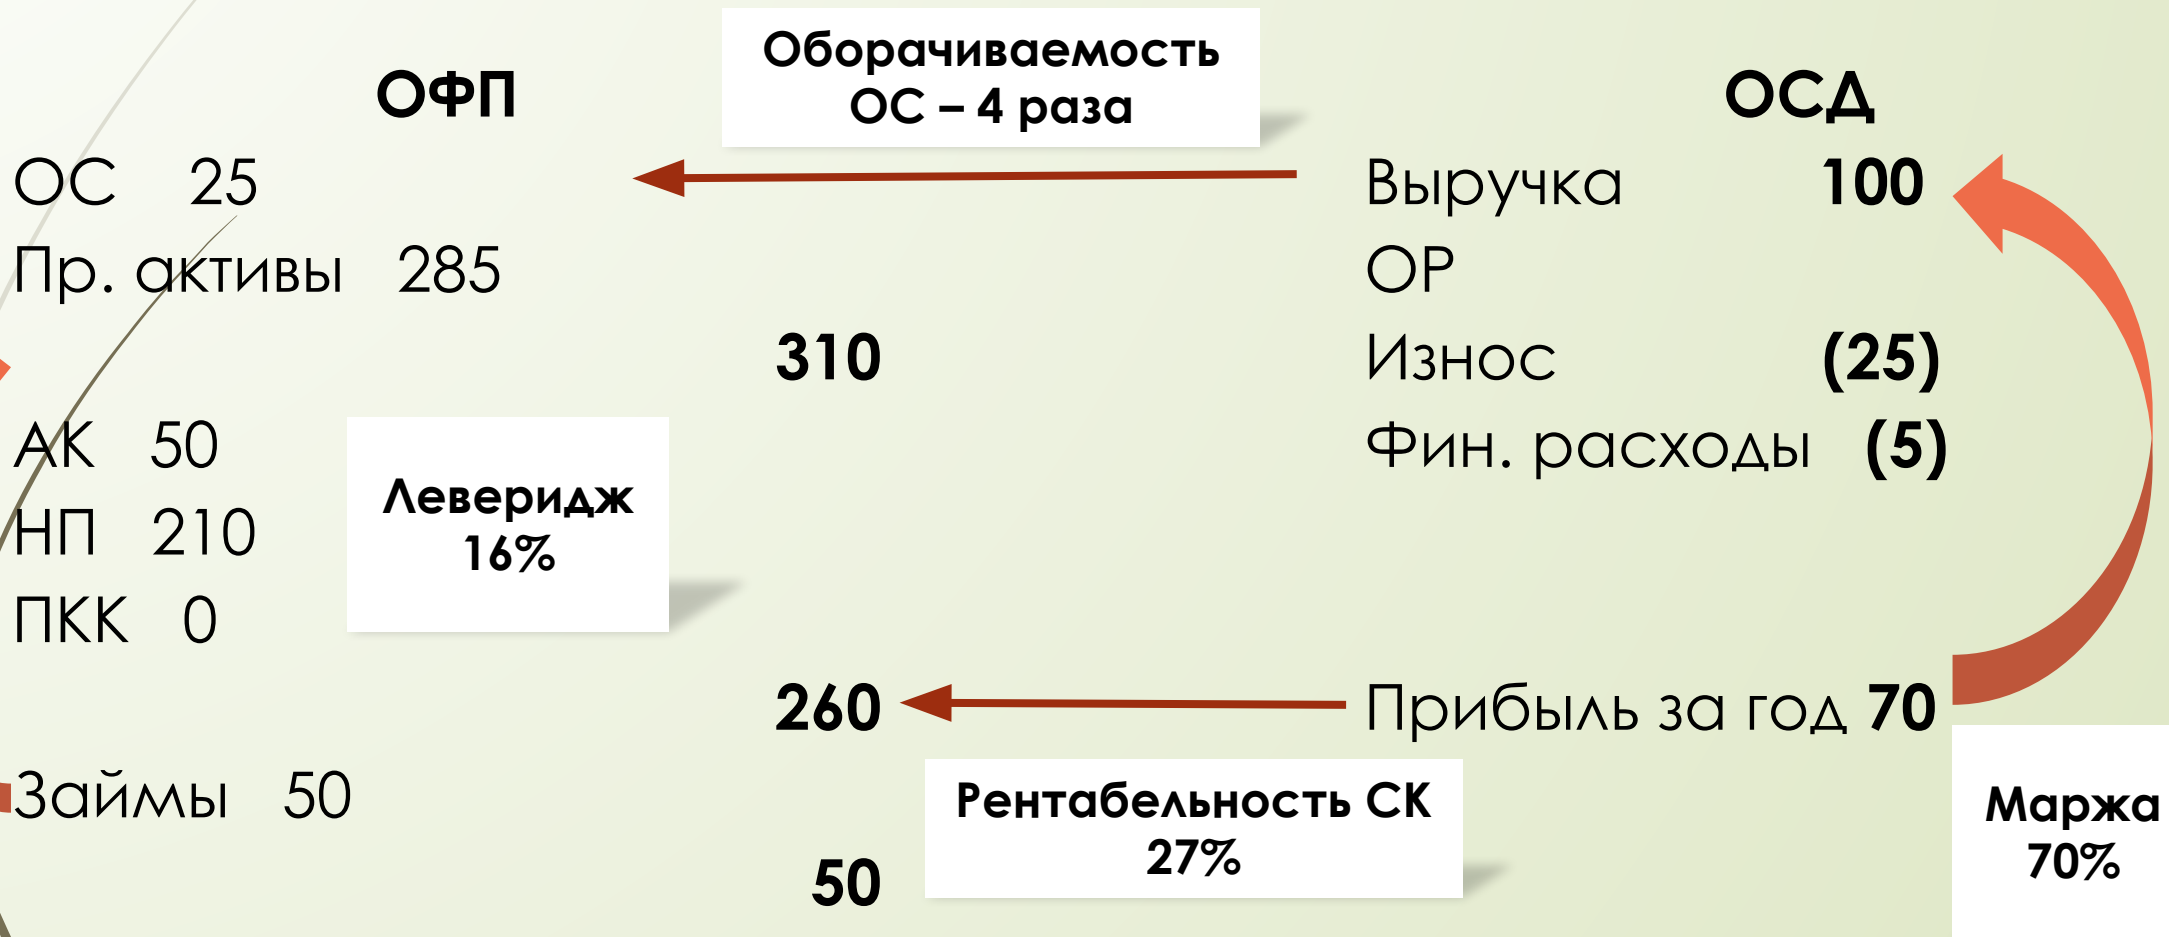 Оборачиваемость
ОС – 4 раза
ОФП
ОСД
ОС 25
Выручка 100
Пр. активы 285
ОР
310
Износ (25)
АК 50
Фин. расходы (5)
Леверидж
16%
НП 210
ПКК 0
260
Прибыль за год 70
Займы 50
Рентабельность СК
27%
Маржа
70%
50